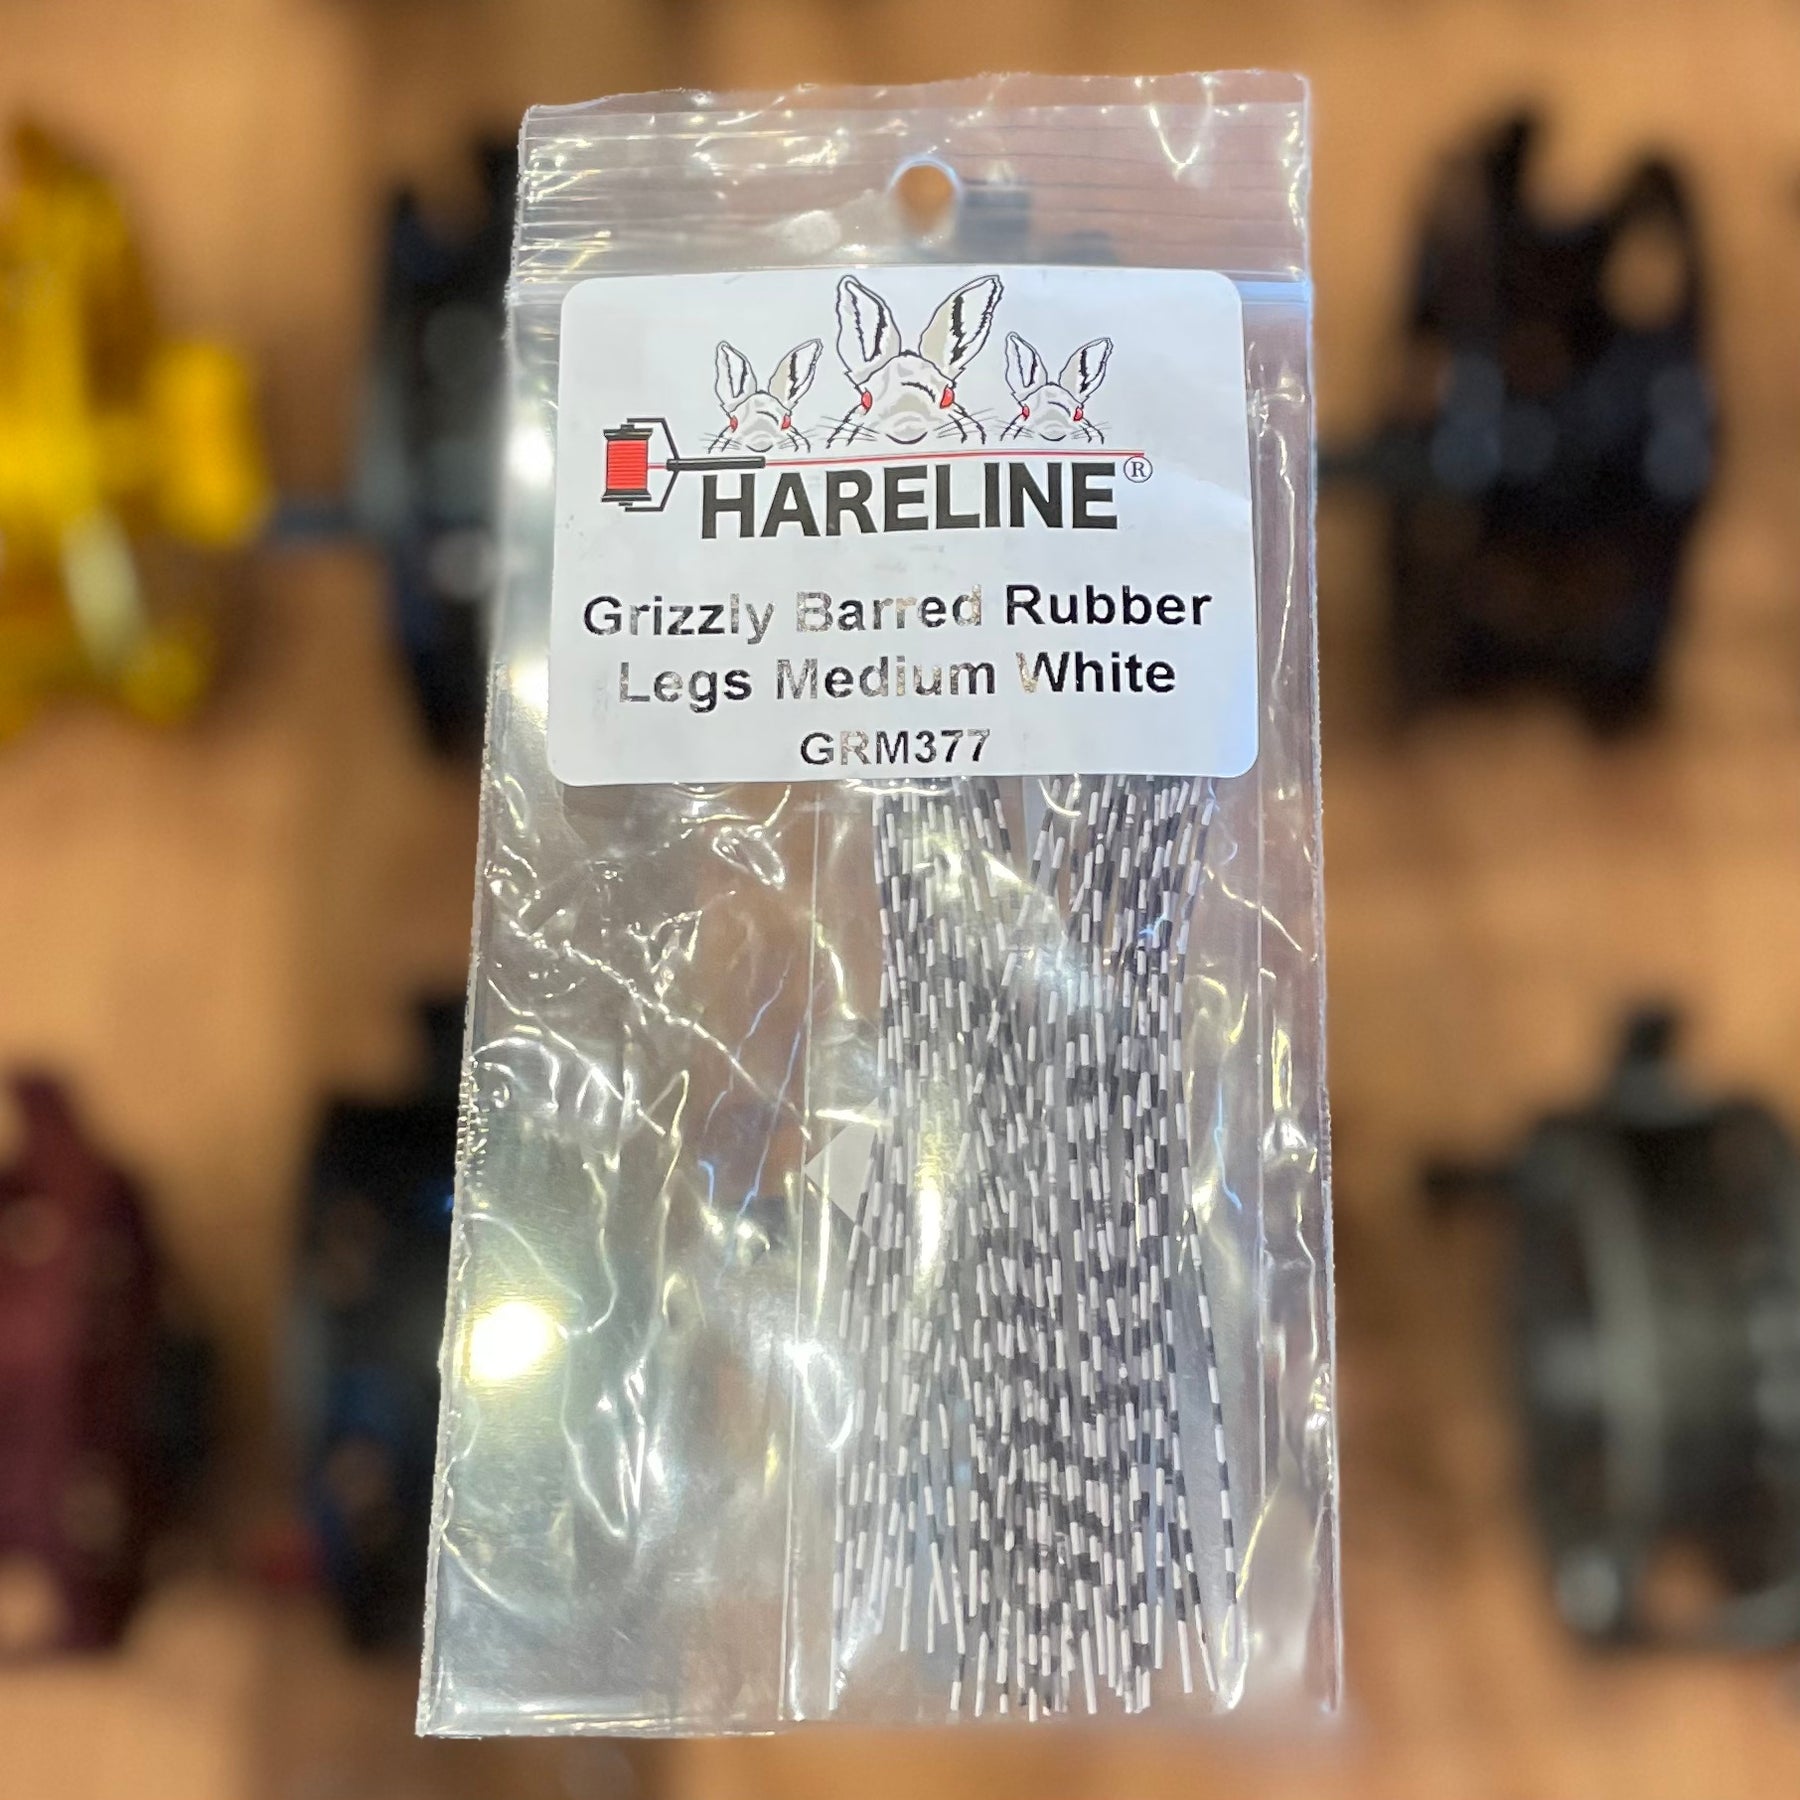 HARELINE®
Grizzly Barred Rubber
Legs Medium White
GRM377